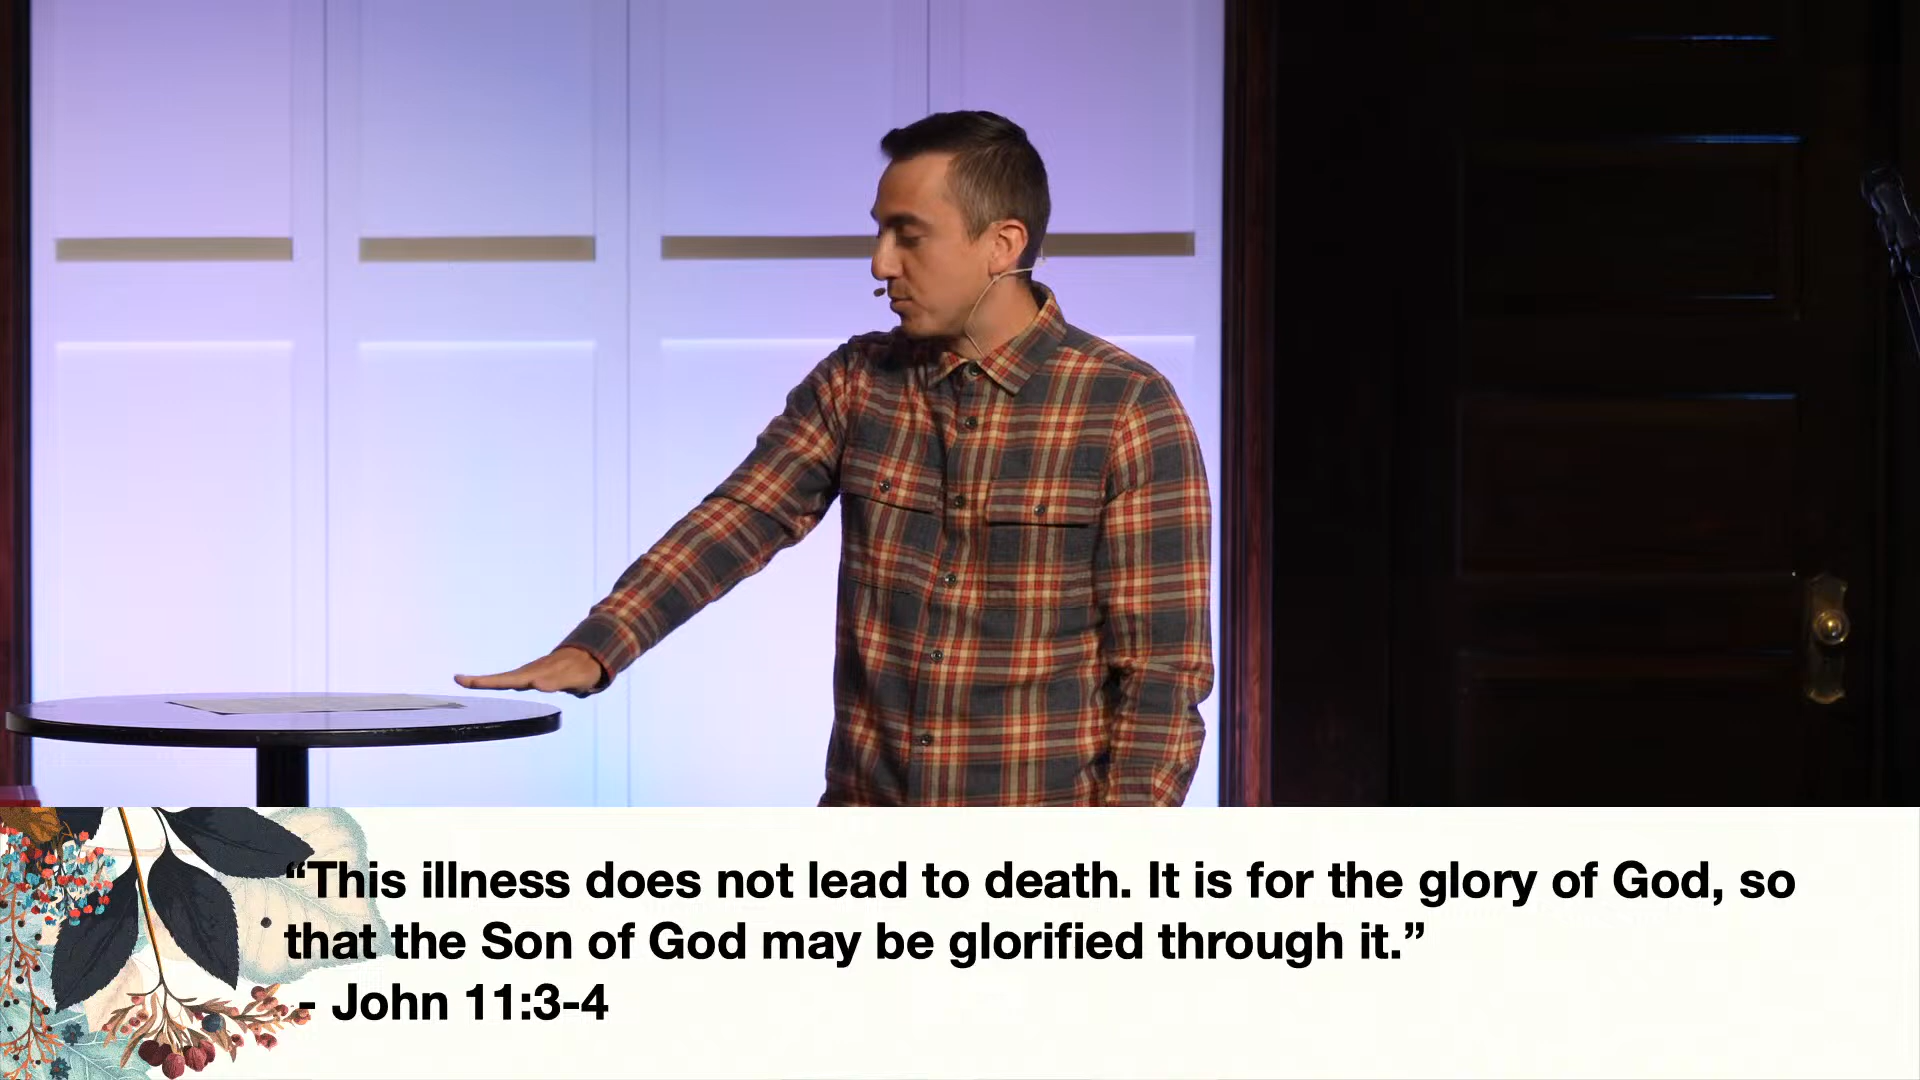 “This illness does not lead to death. It is for the glory of God, so
that the Son of God may be glorified through it.”
- John 11:3-4